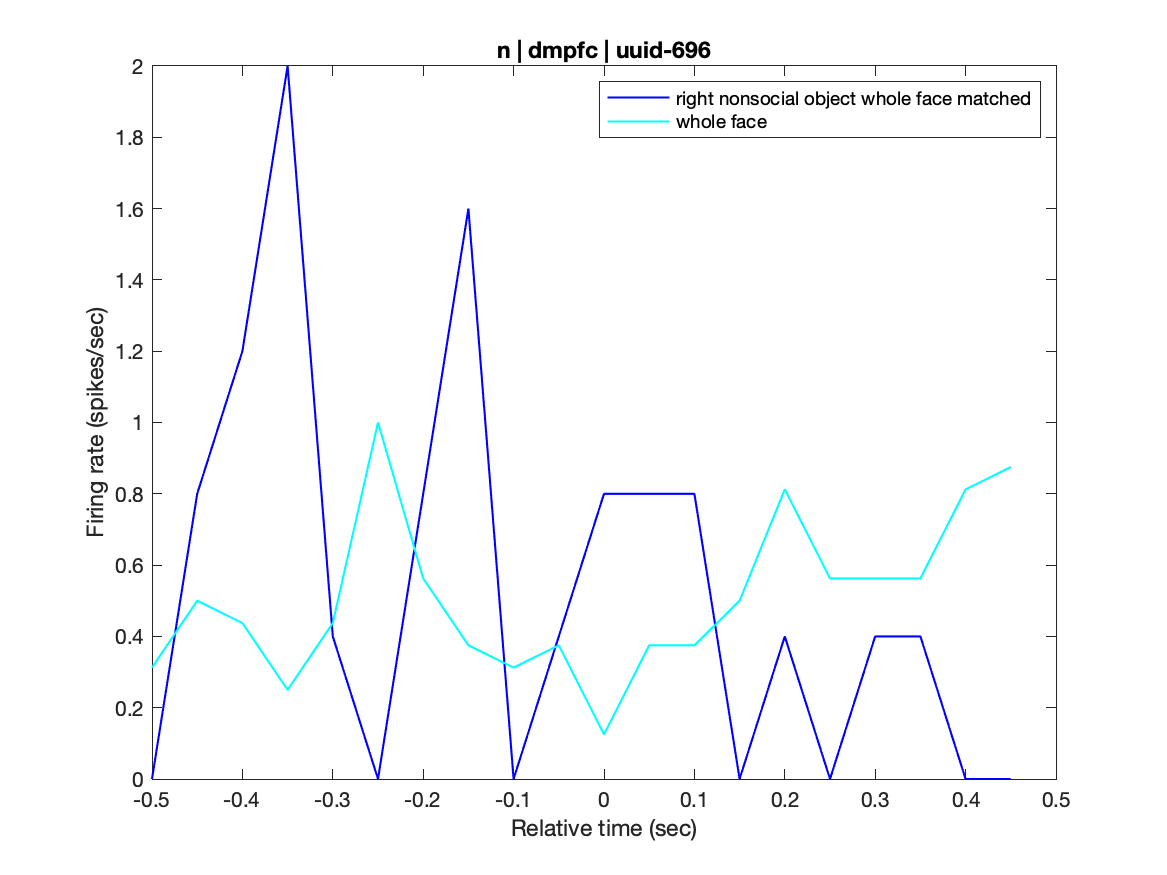 n | dmpfc | uuid-696
right nonsocial object whole face matched
whole face
2
1.8
1.6
1.4
1.2
1
0.8
0.6
0.4
0.2
0
Firing rate (spikes/sec)
-0.5 -0.4 -0.3 -0.2 -0.1 0 0.1 0.2 0.3 0.4 0.5
Relative time (sec)